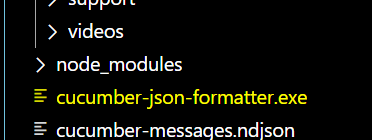 support
videos
node_modules
cucumber-json-formatter.exe
cucumber-messages.ndjson